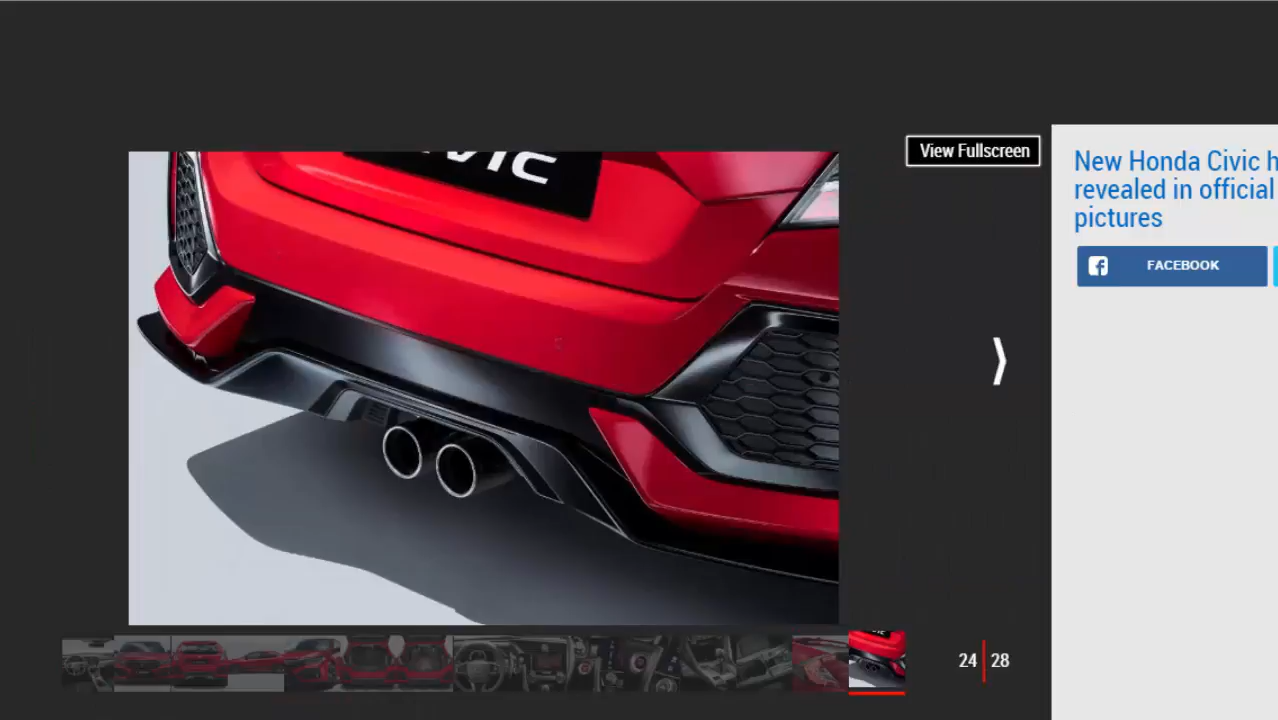 View Fullscreen
New Honda Civic
revealed in official
pictures
FACEBOOK
24 28